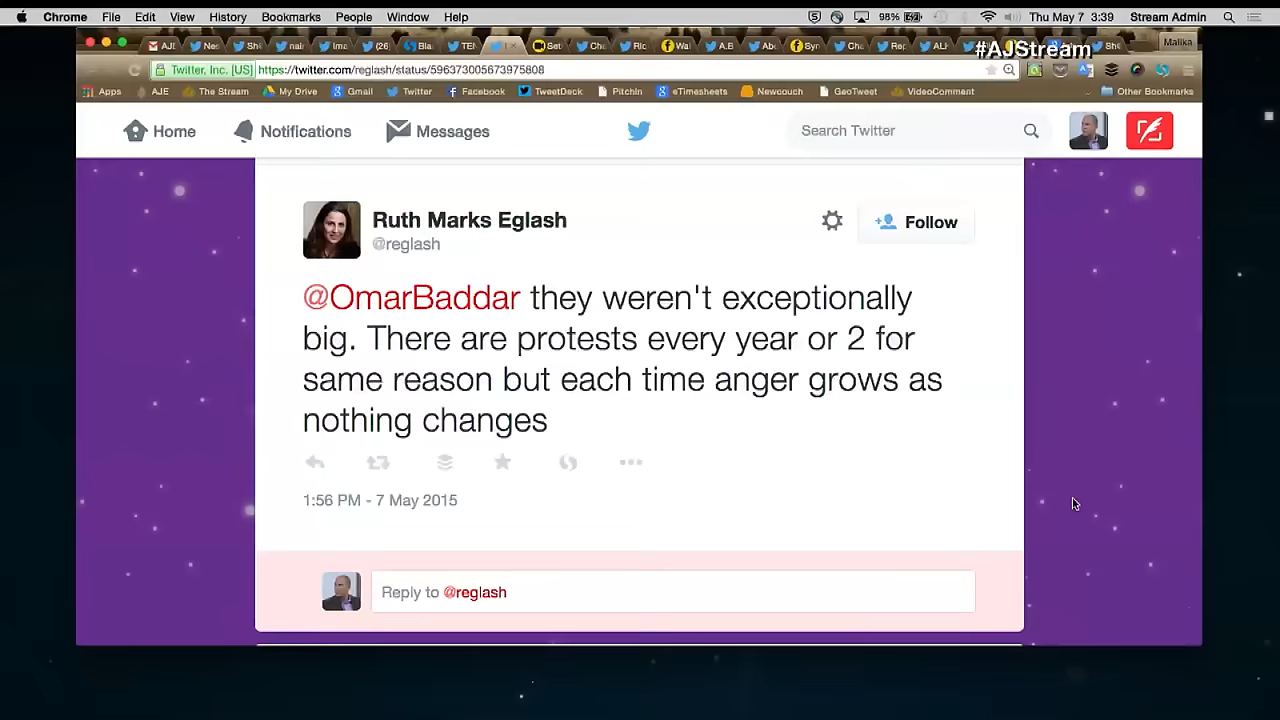 Chrome File Edit View History Bookmarks People Window Help 98% Thu May 7 3:39 Stream Admin
#AJStream
Malika
Twitter, Inc. [US] https://twitter.com/reglash/status/596373005673975808
Apps AJE The Stream My Drive Gmail Twitter Facebook TweetDeck PitchIn eTimesheets Newcouch GeoTweet VideoComment Other Bookmarks
Home Notifications Messages Search Twitter
Ruth Marks Eglash
@reglash
Follow
@OmarBaddar they weren't exceptionally
big. There are protests every year or 2 for
same reason but each time anger grows as
nothing changes
1:56 PM - 7 May 2015
Reply to @reglash